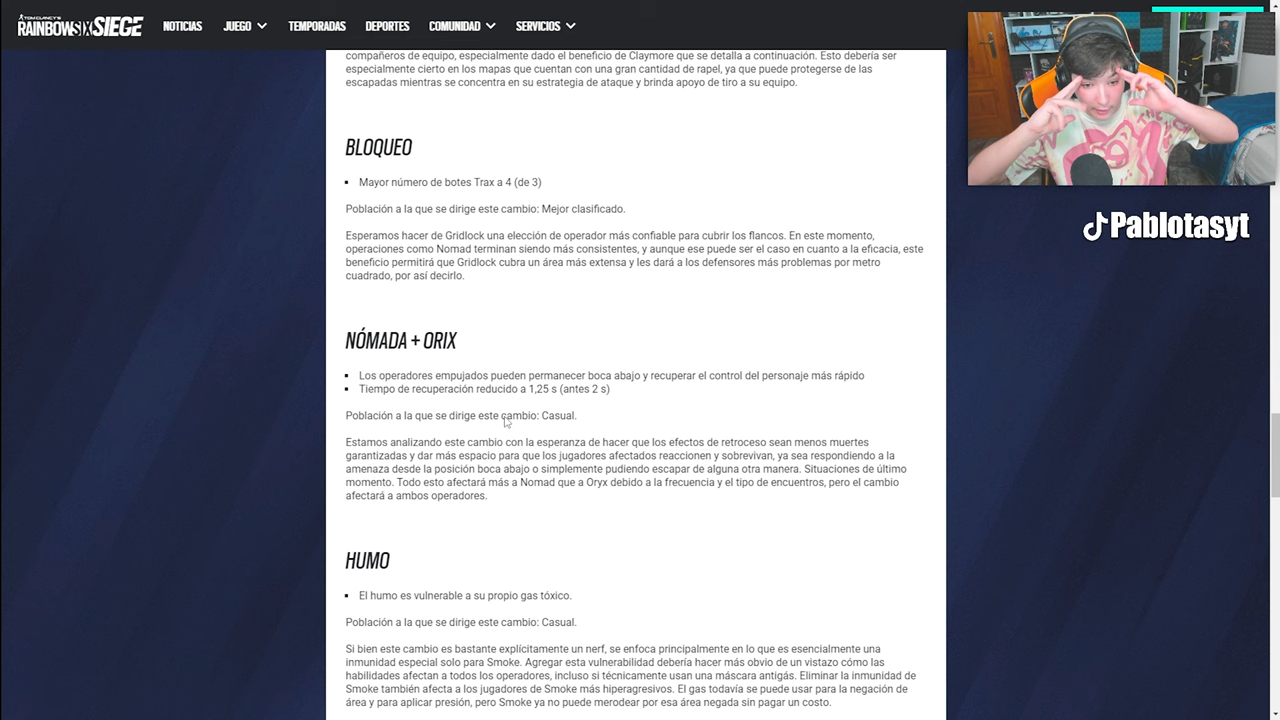 TOM CLANCY'S
RAINBOWSIX SIEGE
NOTICIAS
JUEGO
TEMPORADAS
DEPORTES
COMUNIDAD
SERVICIOS
compañeros de equipo, especialmente dado el beneficio de Claymore que se detalla a continuación. Esto debería ser
especialmente cierto en los mapas que cuentan con una gran cantidad de rapel, ya que puede protegerse de las
escapadas mientras se concentra en su estrategia de ataque y brinda apoyo de tiro a su equipo.
BLOQUEO
▪ Mayor número de botes Trax a 4 (de 3)
Población a la que se dirige este cambio: Mejor clasificado.
Esperamos hacer de Gridlock una elección de operador más confiable para cubrir los flancos. En este momento,
operaciones como Nomad terminan siendo más consistentes, y aunque ese puede ser el caso en cuanto a la eficacia, este
beneficio permitirá que Gridlock cubra un área más extensa y les dará a los defensores más problemas por metro
cuadrado, por así decirlo.
NÓMADA + ORIX
▪ Los operadores empujados pueden permanecer boca abajo y recuperar el control del personaje más rápido
▪ Tiempo de recuperación reducido a 1,25 s (antes 2 s)
Población a la que se dirige este cambio: Casual.
Estamos analizando este cambio con la esperanza de hacer que los efectos de retroceso sean menos muertes
garantizadas y dar más espacio para que los jugadores afectados reaccionen y sobrevivan, ya sea respondiendo a la
amenaza desde la posición boca abajo o simplemente pudiendo escapar de alguna otra manera. Situaciones de último
momento. Todo esto afectará más a Nomad que a Oryx debido a la frecuencia y el tipo de encuentros, pero el cambio
afectará a ambos operadores.
HUMO
▪ El humo es vulnerable a su propio gas tóxico.
Población a la que se dirige este cambio: Casual.
Si bien este cambio es bastante explícitamente un nerf, se enfoca principalmente en lo que es esencialmente una
inmunidad especial solo para Smoke. Agregar esta vulnerabilidad debería hacer más obvio de un vistazo cómo las
habilidades afectan a todos los operadores, incluso si técnicamente usan una máscara antigás. Eliminar la inmunidad de
Smoke también afecta a los jugadores de Smoke más hiperagresivos. El gas todavía se puede usar para la negación de
área y para aplicar presión, pero Smoke ya no puede merodear por esa área negada sin pagar un costo.
Pablotasyt